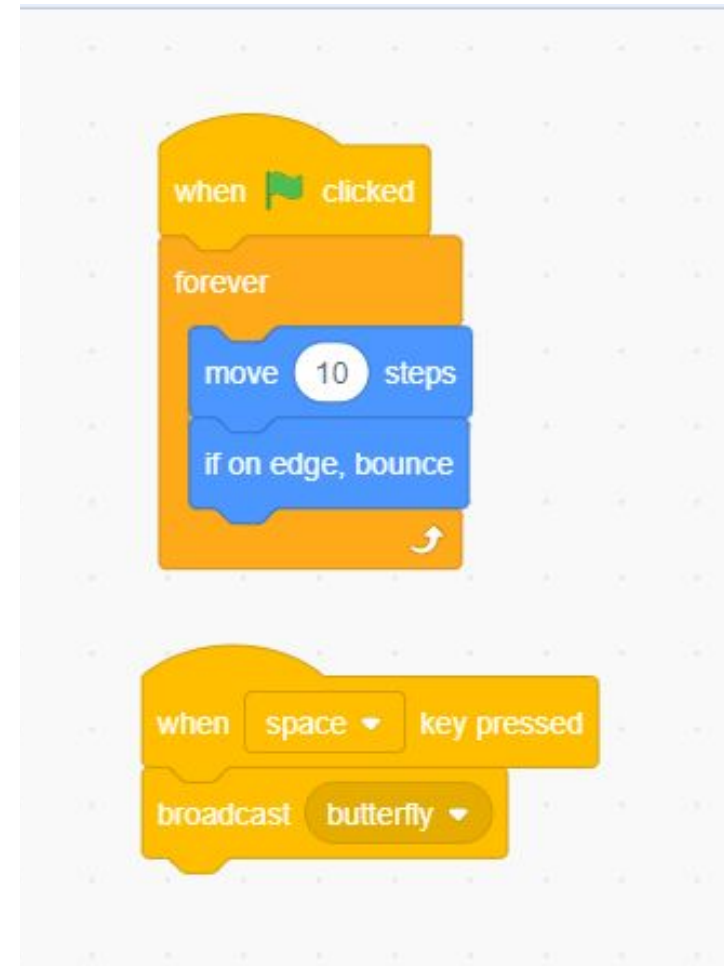 when clicked
forever
move 10 steps
if on edge, bounce
when space key pressed
broadcast butterfly